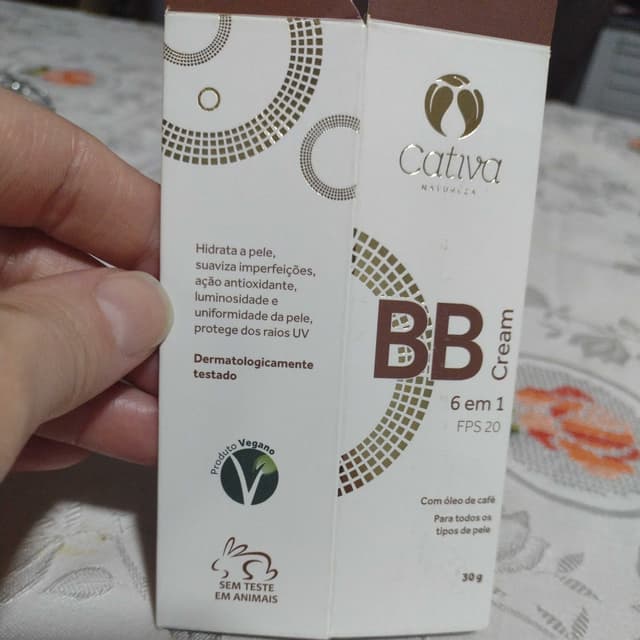 Hidrata a pele,
suaviza imperfeições,
ação antioxidante,
luminosidade e
uniformidade da pele,
protege dos raios UV
Dermatologicamente
testado
Produto Vegano
SEM TESTE
EM ANIMAIS
cativa
NATUREZA
BB
Cream
6 em 1
FPS 20
Com óleo de café
Para todos os
tipos de pele
30 g